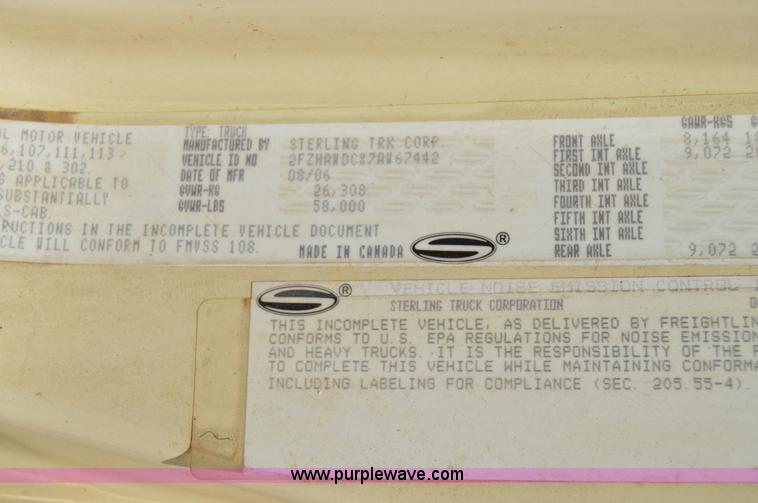 TYPE: TRUCK
L MOTOR VEHICLE
MANUFACTURED BY STERLING TRK CORP.
6,107,111,113
VEHICLE ID NO 2FZHAWDCX7AW67442
, 210 & 302.
DATE OF MFR 08/06
S APPLICABLE TO
GVWR-KG 26,308
SUBSTANTIALLY
GVWR-LBS 58,000
S-CAB.
RUCTIONS IN THE INCOMPLETE VEHICLE DOCUMENT
CLE WILL CONFORM TO FMVSS 108.
MADE IN CANADA
®
GAWR-KGS
FRONT AXLE 8,164 18
FIRST INT AXLE 9,072 2
SECOND INT AXLE
THIRD INT AXLE
FOURTH INT AXLE
FIFTH INT AXLE
SIXTH INT AXLE
REAR AXLE 9,072 2
® VEHICLE NOISE EMISSION CONTROL
STERLING TRUCK CORPORATION
THIS INCOMPLETE VEHICLE, AS DELIVERED BY FREIGHTLIN
CONFORMS TO U.S. EPA REGULATIONS FOR NOISE EMISSION
AND HEAVY TRUCKS. IT IS THE RESPONSIBILITY OF THE F
TO COMPLETE THIS VEHICLE WHILE MAINTAINING CONFORMA
INCLUDING LABELING FOR COMPLIANCE (SEC. 205.55-4).
www.purplewave.com